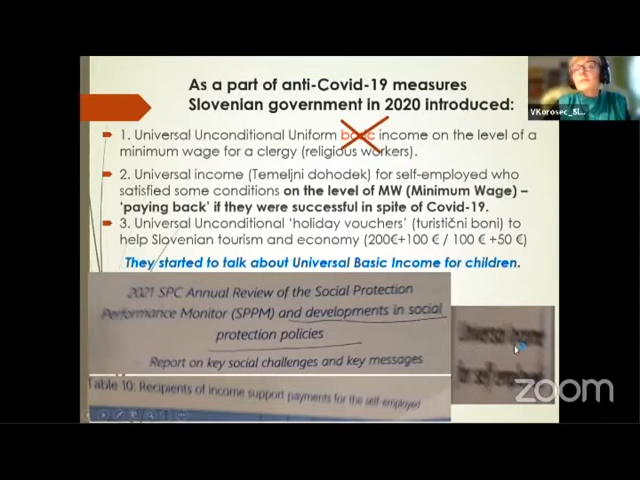 As a part of anti-Covid-19 measures
Slovenian government in 2020 introduced:
VKorosec_Sl...
1. Universal Unconditional Uniform basic income on the level of a
minimum wage for a clergy (religious workers).
2. Universal income (Temeljni dohodek) for self-employed who
satisfied some conditions on the level of MW (Minimum Wage) –
‘paying back’ if they were successful in spite of Covid-19.
3. Universal Unconditional ‘holiday vouchers’ (turistični boni) to
help Slovenian tourism and economy (200€+100 € / 100 € +50 €)
They started to talk about Universal Basic Income for children.
2021 SPC Annual Review of the Social Protection
Performance Monitor (SPPM) and developments in social
protection policies
Report on key social challenges and key messages
Table 10: Recipients of income support payments for the self-employed
Universal Income
for self
zoom